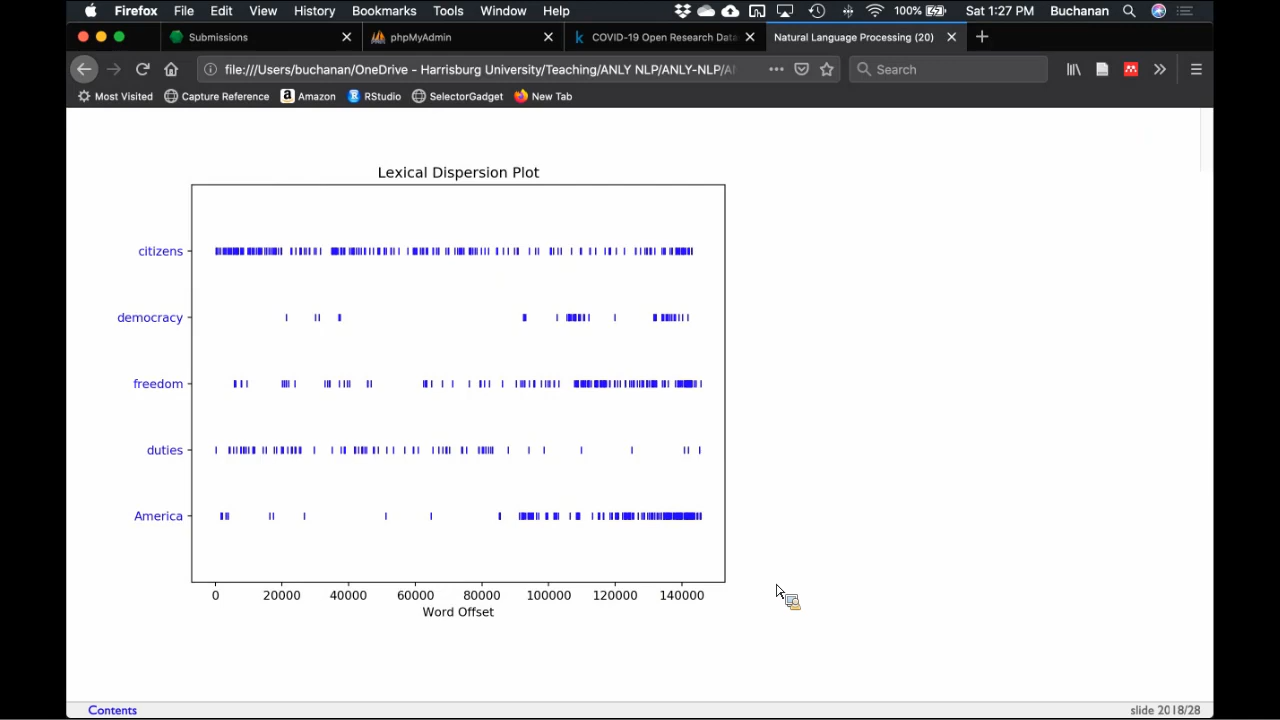 Firefox File Edit View History Bookmarks Tools Window Help 100% Sat 1:27 PM Buchanan
Submissions phpMyAdmin COVID-19 Open Research Data Natural Language Processing (20)
file:///Users/buchanan/OneDrive - Harrisburg University/Teaching/ANLY NLP/ANLY-NLP/AN Search
Most Visited Capture Reference Amazon RStudio SelectorGadget New Tab
Lexical Dispersion Plot
citizens
democracy
freedom
duties
America
0 20000 40000 60000 80000 100000 120000 140000
Word Offset
Contents slide 2018/28